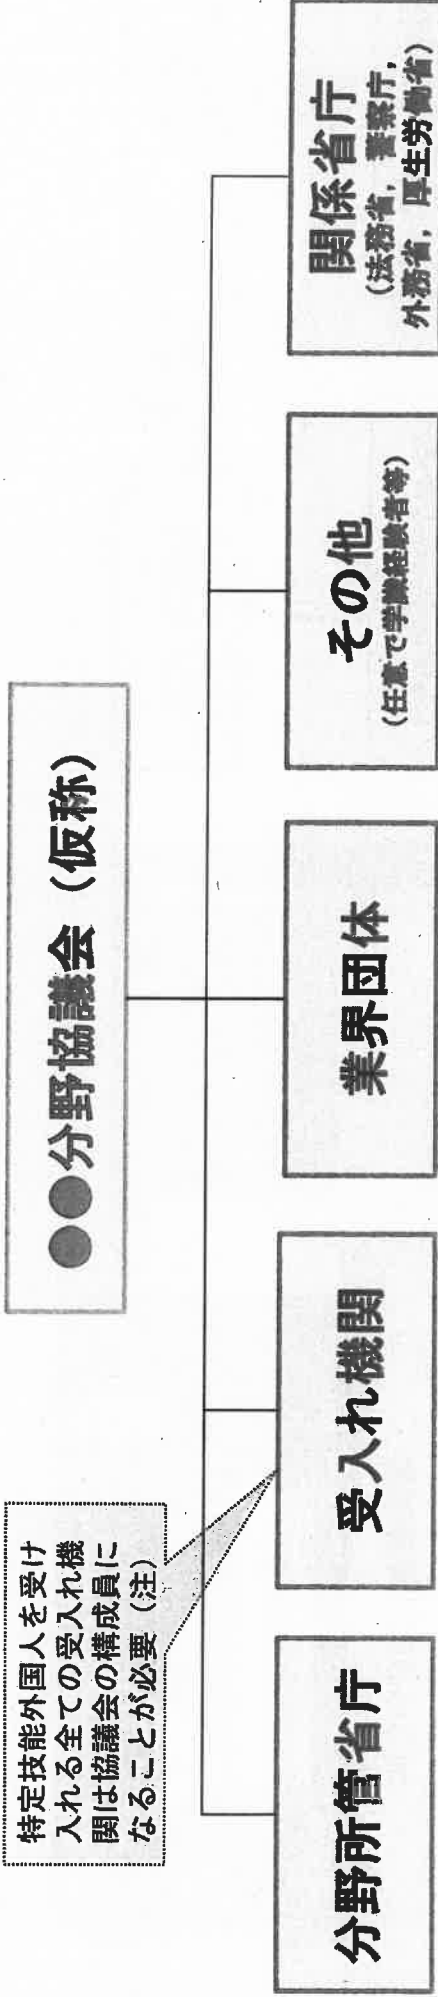 ●●分野協議会（仮称）
特定技能外国人を受け
入れる全ての受入れ機
関は協議会の構成員に
なることが必要（注）
分野所管省庁
受入れ機関
業界団体
その他
（任意で学識経験者等）
関係省庁
（法務省，警察庁，
外務省，厚生労働省）